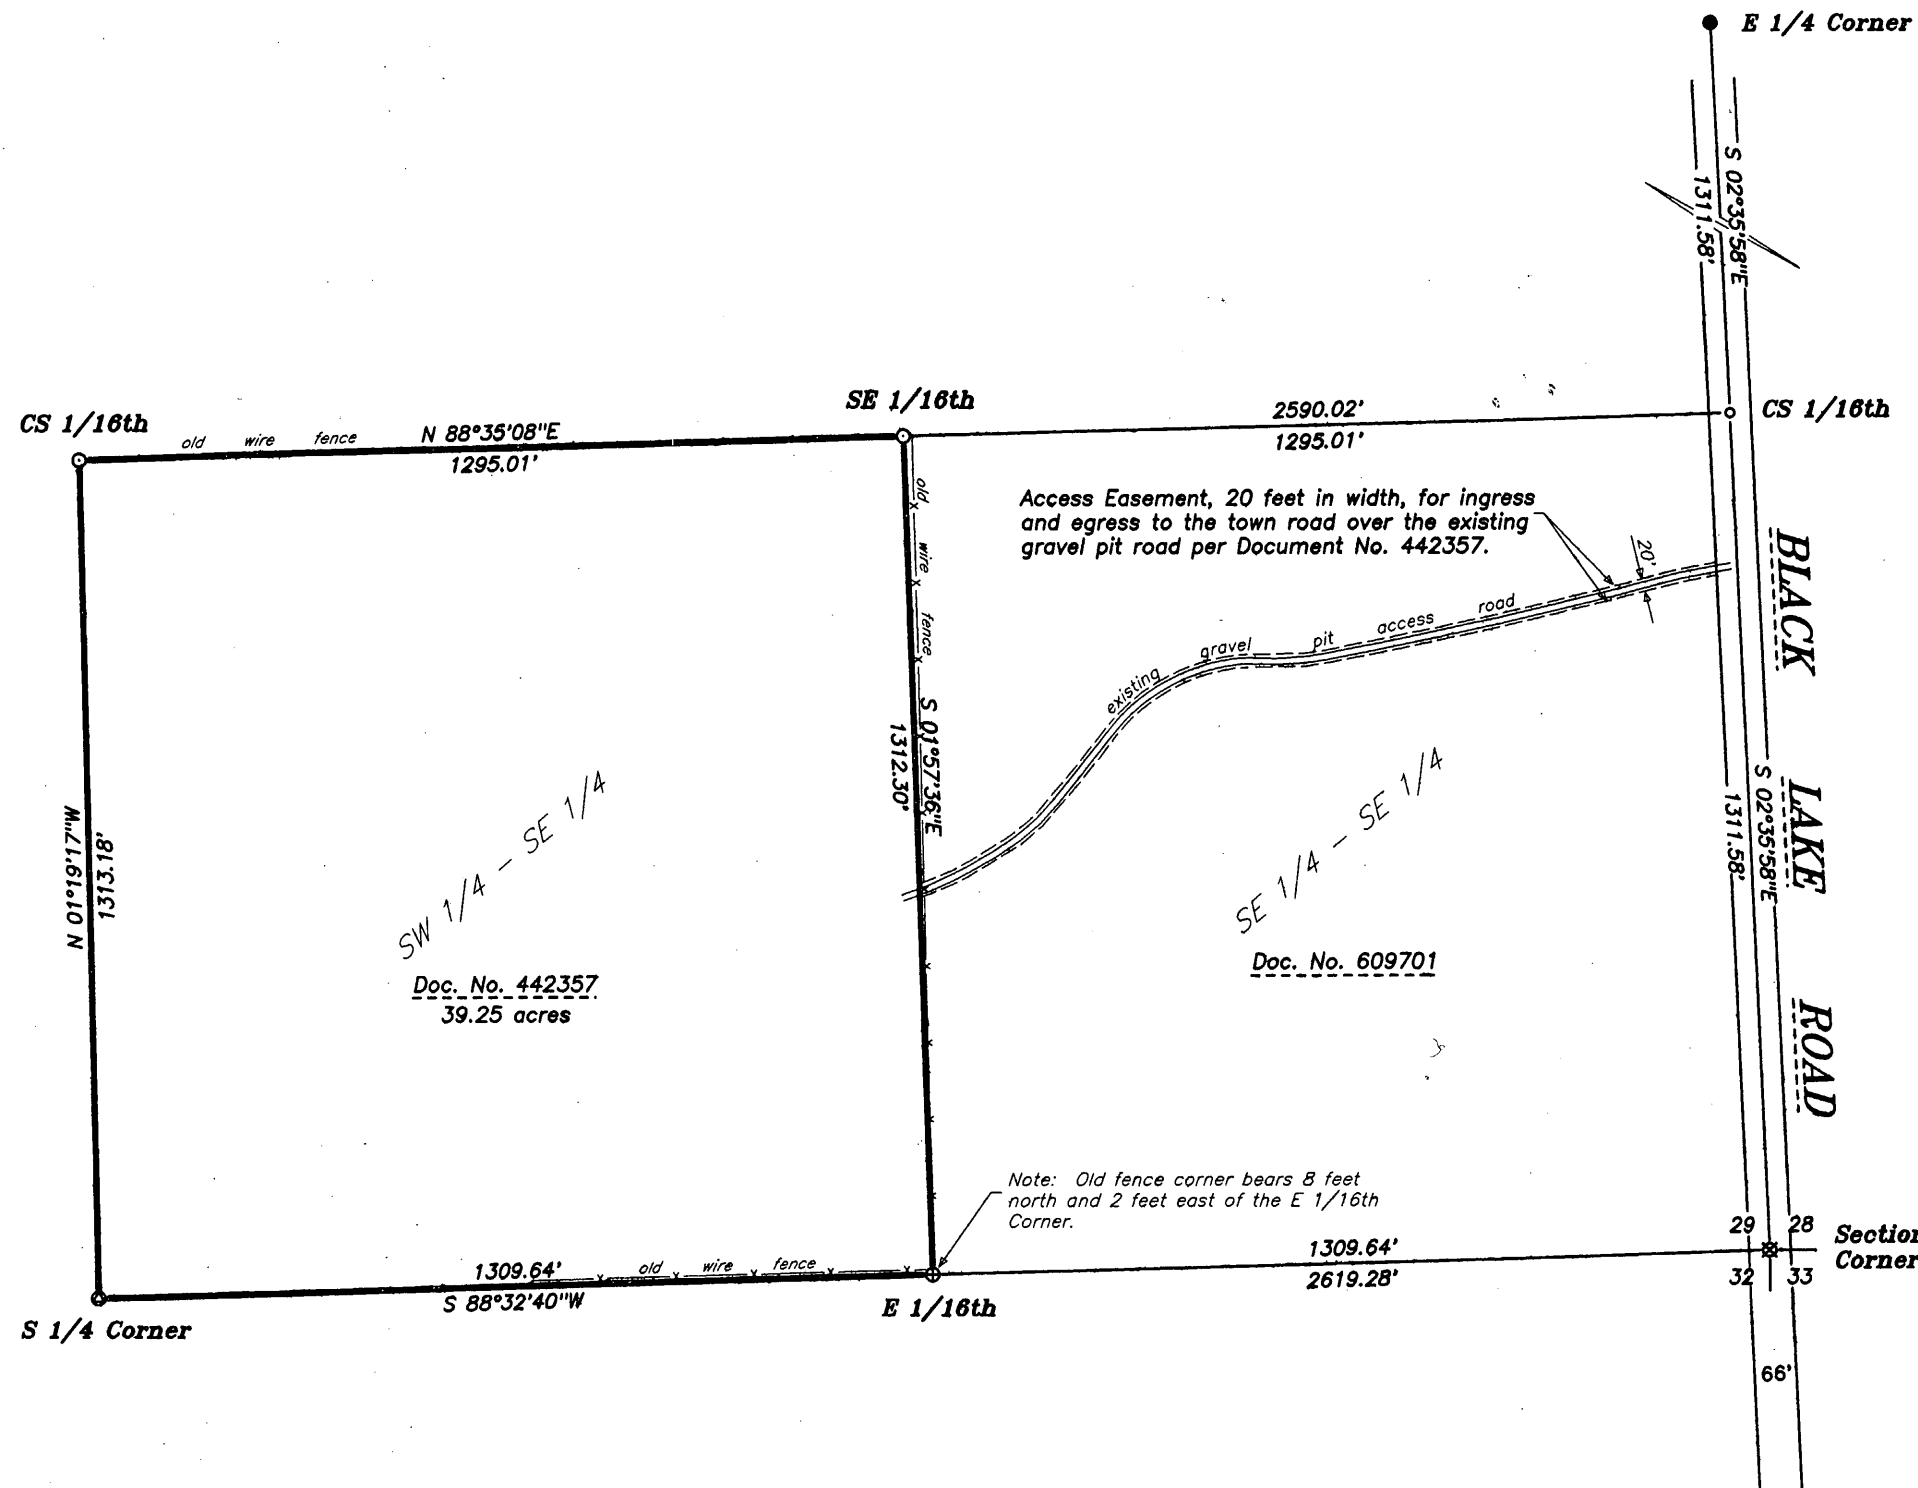 E 1/4 Corner
S 02°35'58"E
1311.58'
CS 1/16th
old wire fence
N 88°35'08"E
1295.01'
SE 1/16th
2590.02'
1295.01'
CS 1/16th
Access Easement, 20 feet in width, for ingress
and egress to the town road over the existing
gravel pit road per Document No. 442357.
20'
existing gravel pit access road
old wire fence
S 01°57'36"E
1312.30'
BLACK LAKE ROAD
S 02°35'58"E
1311.58'
N 01°19'17"W
1313.18'
SW 1/4 - SE 1/4
Doc. No. 442357
39.25 acres
SE 1/4 - SE 1/4
Doc. No. 609701
Note: Old fence corner bears 8 feet
north and 2 feet east of the E 1/16th
Corner.
1309.64'
old wire fence
S 88°32'40"W
S 1/4 Corner
E 1/16th
1309.64'
2619.28'
29 28
32 33
Section
Corner
66'